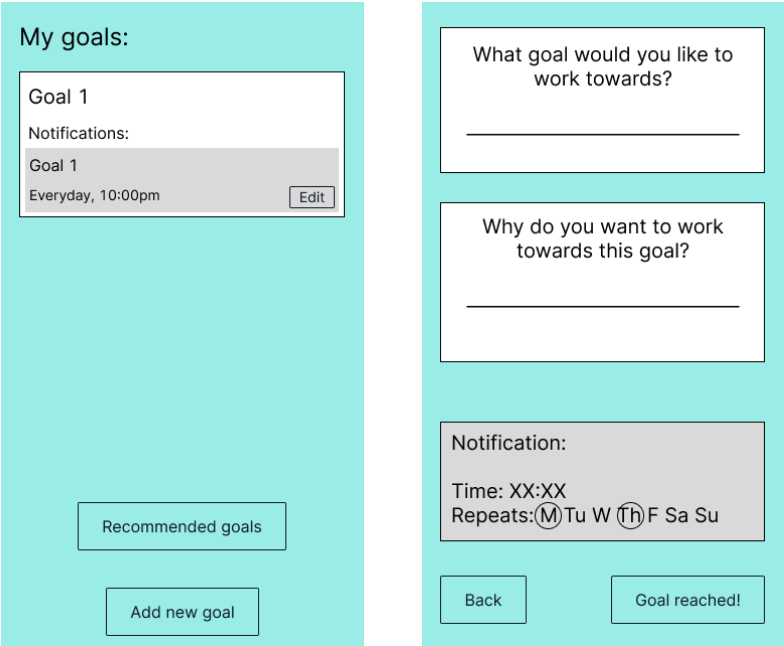 My goals:
Goal 1
Notifications:
Goal 1
Everyday, 10:00pm
Edit
Recommended goals
Add new goal
What goal would you like to
work towards?
Why do you want to work
towards this goal?
Notification:
Time: XX:XX
Repeats: M Tu W Th F Sa Su
Back
Goal reached!